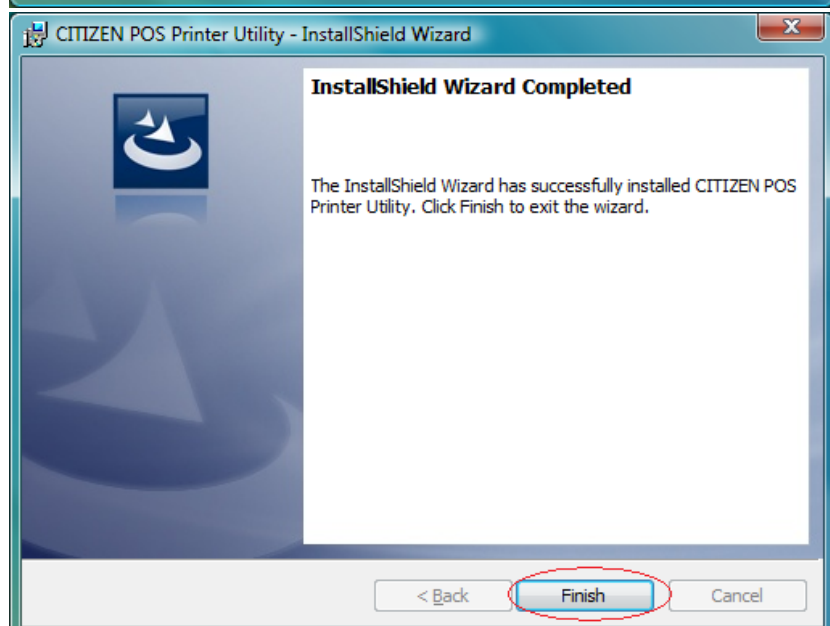 CITIZEN POS Printer Utility - InstallShield Wizard
InstallShield Wizard Completed
The InstallShield Wizard has successfully installed CITIZEN POS
Printer Utility. Click Finish to exit the wizard.
< Back Finish Cancel